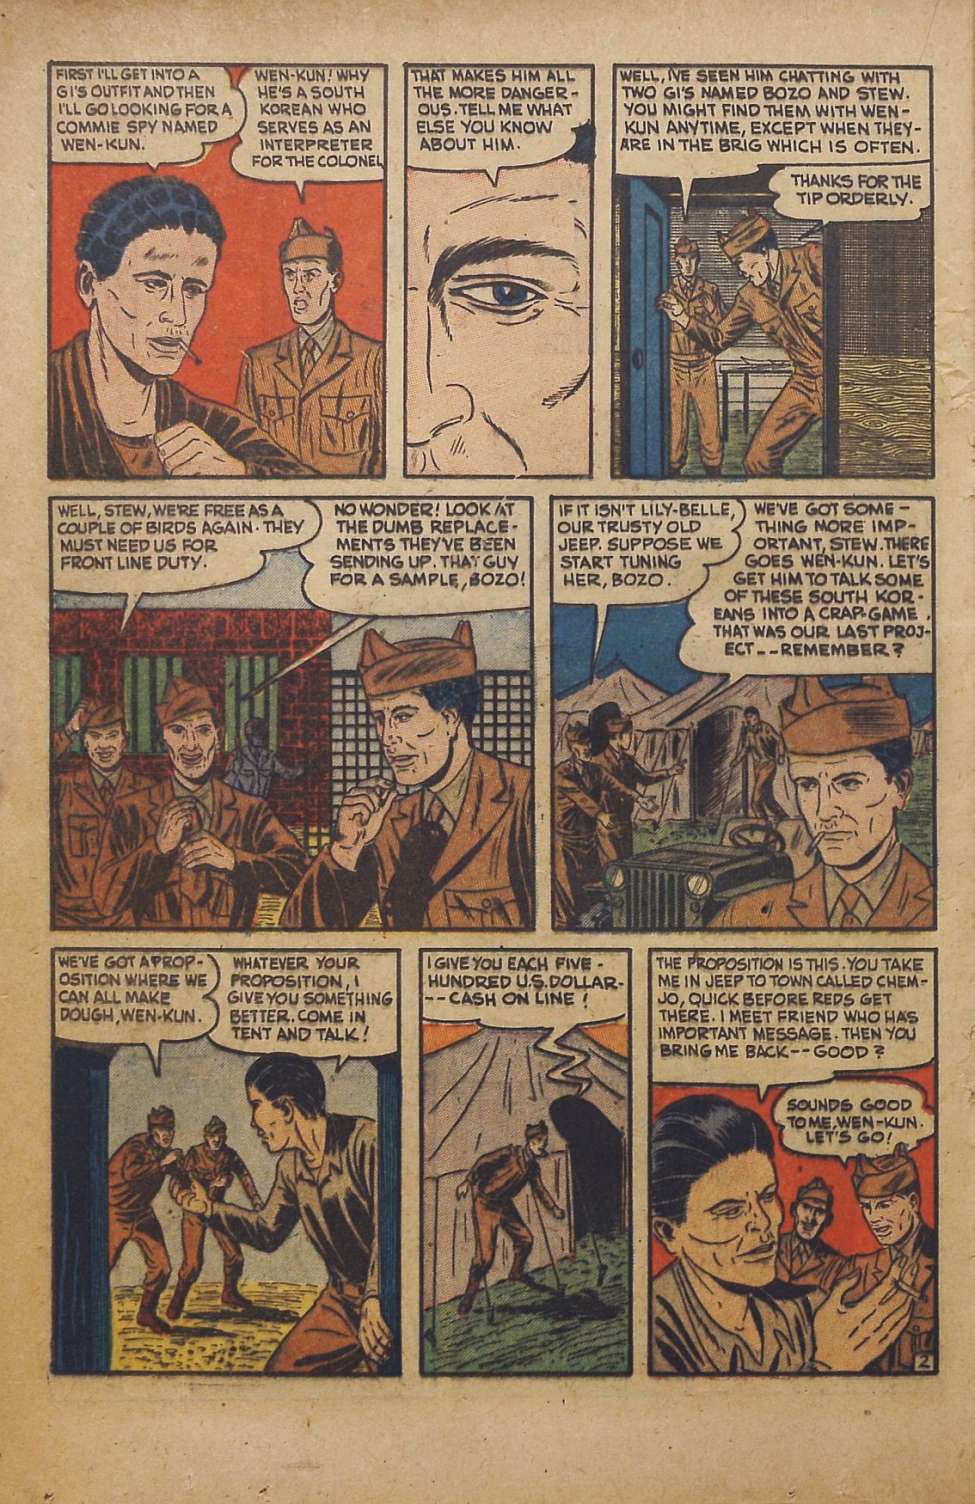 FIRST I'LL GET INTO A
GI'S OUTFIT AND THEN
I'LL GO LOOKING FOR A
COMMIE SPY NAMED
WEN-KUN.
WEN-KUN! WHY
HE'S A SOUTH
KOREAN WHO
SERVES AS AN
INTERPRETER
FOR THE COLONEL
THAT MAKES HIM ALL
THE MORE DANGER-
OUS. TELL ME WHAT
ELSE YOU KNOW
ABOUT HIM.
WELL, I'VE SEEN HIM CHATTING WITH
TWO GI'S NAMED BOZO AND STEW.
YOU MIGHT FIND THEM WITH WEN-
KUN ANYTIME, EXCEPT WHEN THEY-
ARE IN THE BRIG WHICH IS OFTEN.
THANKS FOR THE
TIP ORDERLY.
WELL, STEW, WE'RE FREE AS A
COUPLE OF BIRDS AGAIN. THEY
MUST NEED US FOR
FRONT LINE DUTY.
NO WONDER! LOOK AT
THE DUMB REPLACE-
MENTS THEY'VE BEEN
SENDING UP. THAT GUY
FOR A SAMPLE, BOZO!
IF IT ISN'T LILY-BELLE,
OUR TRUSTY OLD
JEEP. SUPPOSE WE
START TUNING
HER, BOZO.
WE'VE GOT SOME-
THING MORE IMP-
ORTANT, STEW. THERE
GOES WEN-KUN. LET'S
GET HIM TO TALK SOME
OF THESE SOUTH KOR-
EANS INTO A CRAP-GAME.
THAT WAS OUR LAST PROJ-
ECT -- REMEMBER?
WE'VE GOT A PROP-
OSITION WHERE WE
CAN ALL MAKE
DOUGH, WEN-KUN.
WHATEVER YOUR
PROPOSITION, I
GIVE YOU SOMETHING
BETTER. COME IN
TENT AND TALK!
I GIVE YOU EACH FIVE-
HUNDRED U.S. DOLLAR-
-- CASH ON LINE!
THE PROPOSITION IS THIS. YOU TAKE
ME IN JEEP TO TOWN CALLED CHEM-
JO, QUICK BEFORE REDS GET
THERE. I MEET FRIEND WHO HAS
IMPORTANT MESSAGE. THEN YOU
BRING ME BACK -- GOOD?
SOUNDS GOOD
TO ME, WEN-KUN.
LET'S GO!
2